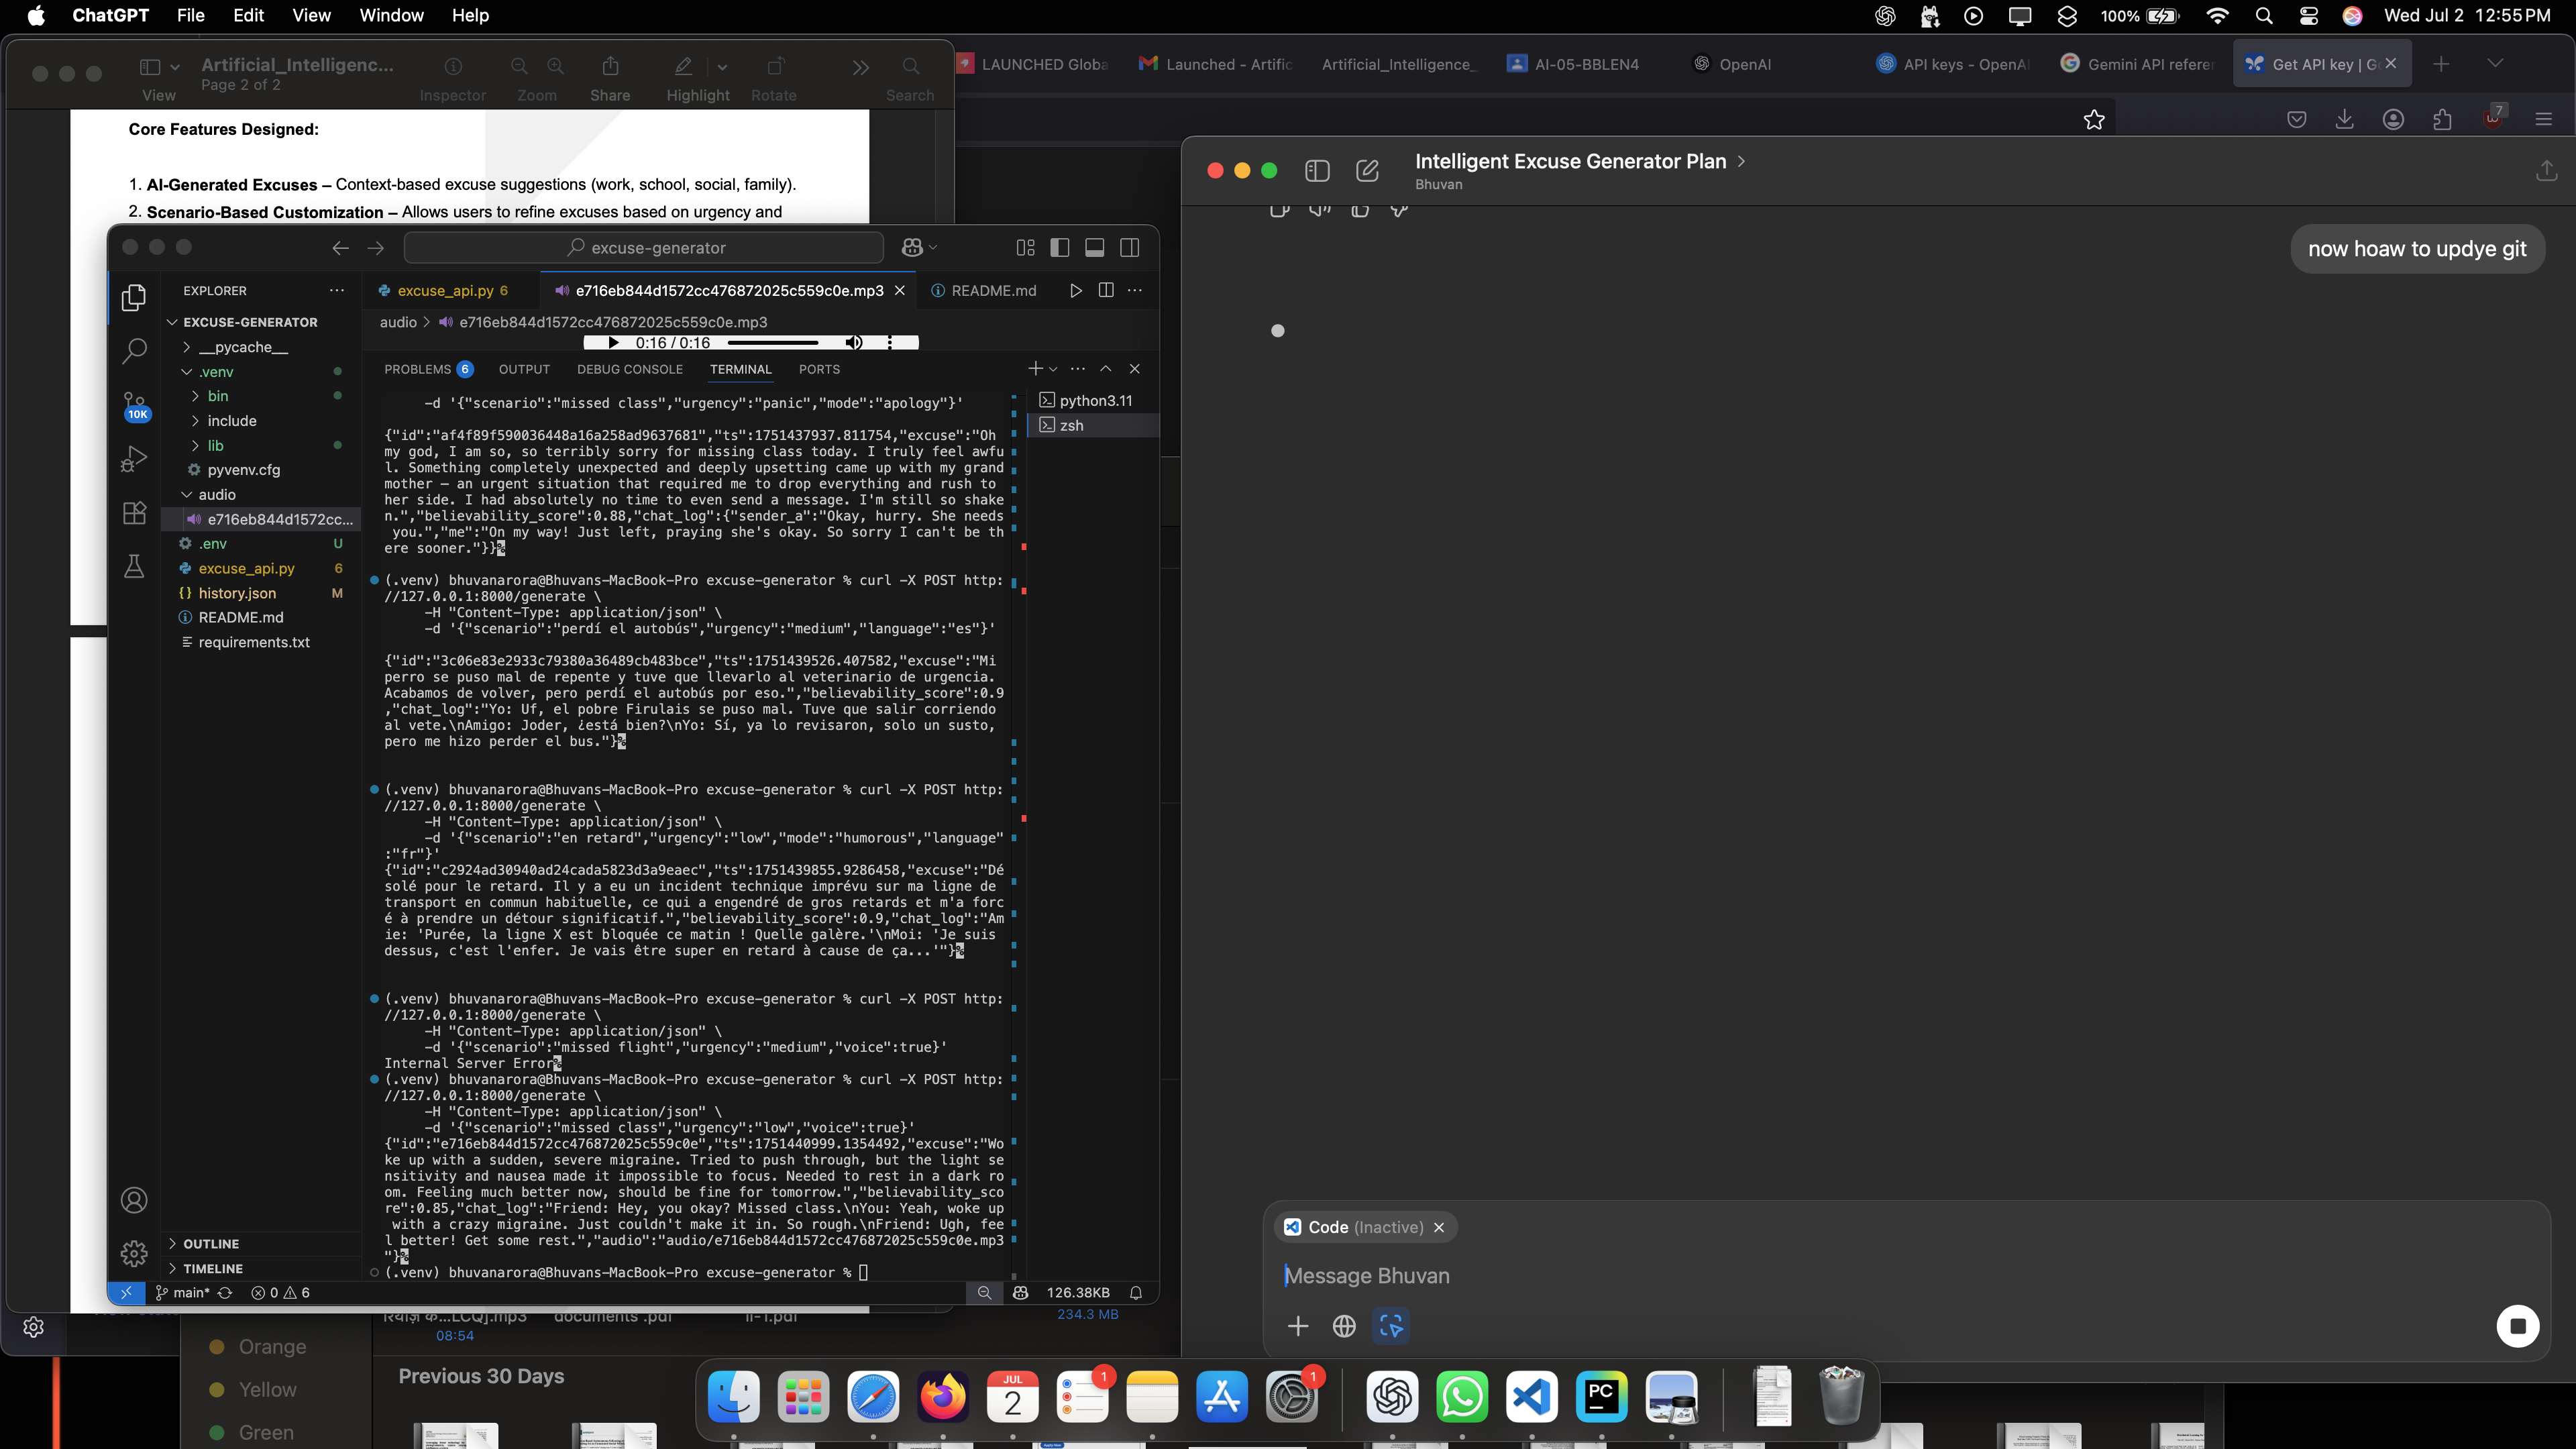 ChatGPT File Edit View Window Help
100% Wed Jul 2 12:55 PM
Artificial_Intelligenc...
Page 2 of 2
View Inspector Zoom Share Highlight Rotate Search
LAUNCHED Globa Launched - Artific Artificial_Intelligence_ AI-05-BBLEN4 OpenAI API keys - OpenAI Gemini API referer Get API key | G
7
Core Features Designed:
1. AI-Generated Excuses – Context-based excuse suggestions (work, school, social, family).
2. Scenario-Based Customization – Allows users to refine excuses based on urgency and
excuse-generator
EXPLORER
EXCUSE-GENERATOR
__pycache__
.venv
bin
include
lib
pyvenv.cfg
audio
e716eb844d1572cc...
.env U
excuse_api.py 6
history.json M
README.md
requirements.txt
10K
OUTLINE
TIMELINE
excuse_api.py 6 e716eb844d1572cc476872025c559c0e.mp3 README.md
audio > e716eb844d1572cc476872025c559c0e.mp3
0:16 / 0:16
PROBLEMS 6 OUTPUT DEBUG CONSOLE TERMINAL PORTS
python3.11
zsh
-d '{"scenario":"missed class","urgency":"panic","mode":"apology"}'
{"id":"af4f89f590036448a16a258ad9637681","ts":1751437937.811754,"excuse":"Oh
my god, I am so, so terribly sorry for missing class today. I truly feel awfu
l. Something completely unexpected and deeply upsetting came up with my grand
mother — an urgent situation that required me to drop everything and rush to
her side. I had absolutely no time to even send a message. I'm still so shake
n.","believability_score":0.88,"chat_log":{"sender_a":"Okay, hurry. She needs
you.","me":"On my way! Just left, praying she's okay. So sorry I can't be th
ere sooner."}}%
(.venv) bhuvanarora@Bhuvans-MacBook-Pro excuse-generator % curl -X POST http:
//127.0.0.1:8000/generate \
-H "Content-Type: application/json" \
-d '{"scenario":"perdí el autobús","urgency":"medium","language":"es"}'
{"id":"3c06e83e2933c79380a36489cb483bce","ts":1751439526.407582,"excuse":"Mi
perro se puso mal de repente y tuve que llevarlo al veterinario de urgencia.
Acabamos de volver, pero perdí el autobús por eso.","believability_score":0.9
,"chat_log":"Yo: Uf, el pobre Firulais se puso mal. Tuve que salir corriendo
al vete.\nAmigo: Joder, ¿está bien?\nYo: Sí, ya lo revisaron, solo un susto,
pero me hizo perder el bus."}%
(.venv) bhuvanarora@Bhuvans-MacBook-Pro excuse-generator % curl -X POST http:
//127.0.0.1:8000/generate \
-H "Content-Type: application/json" \
-d '{"scenario":"en retard","urgency":"low","mode":"humorous","language"
:"fr"}'
{"id":"c2924ad30940ad24cada5823d3a9eaec","ts":1751439855.9286458,"excuse":"Dé
solé pour le retard. Il y a eu un incident technique imprévu sur ma ligne de
transport en commun habituelle, ce qui a engendré de gros retards et m'a forc
é à prendre un détour significatif.","believability_score":0.9,"chat_log":"Am
ie: 'Purée, la ligne X est bloquée ce matin ! Quelle galère.'\nMoi: 'Je suis
dessus, c'est l'enfer. Je vais être super en retard à cause de ça...'"}%
(.venv) bhuvanarora@Bhuvans-MacBook-Pro excuse-generator % curl -X POST http:
//127.0.0.1:8000/generate \
-H "Content-Type: application/json" \
-d '{"scenario":"missed flight","urgency":"medium","voice":true}'
Internal Server Error%
(.venv) bhuvanarora@Bhuvans-MacBook-Pro excuse-generator % curl -X POST http:
//127.0.0.1:8000/generate \
-H "Content-Type: application/json" \
-d '{"scenario":"missed class","urgency":"low","voice":true}'
{"id":"e716eb844d1572cc476872025c559c0e","ts":1751440999.1354492,"excuse":"Wo
ke up with a sudden, severe migraine. Tried to push through, but the light se
nsitivity and nausea made it impossible to focus. Needed to rest in a dark ro
om. Feeling much better now, should be fine for tomorrow.","believability_sco
re":0.85,"chat_log":"Friend: Hey, you okay? Missed class.\nYou: Yeah, woke up
with a crazy migraine. Just couldn't make it in. So rough.\nFriend: Ugh, fee
l better! Get some rest.","audio":"audio/e716eb844d1572cc476872025c559c0e.mp3
"}%
(.venv) bhuvanarora@Bhuvans-MacBook-Pro excuse-generator %
main* 0 6 126.38KB
Intelligent Excuse Generator Plan
Bhuvan
now hoaw to updye git
Code (Inactive)
Message Bhuvan
08:54
234.3 MB
Orange
Yellow
Green
Previous 30 Days
JUL
2
1
1
PC